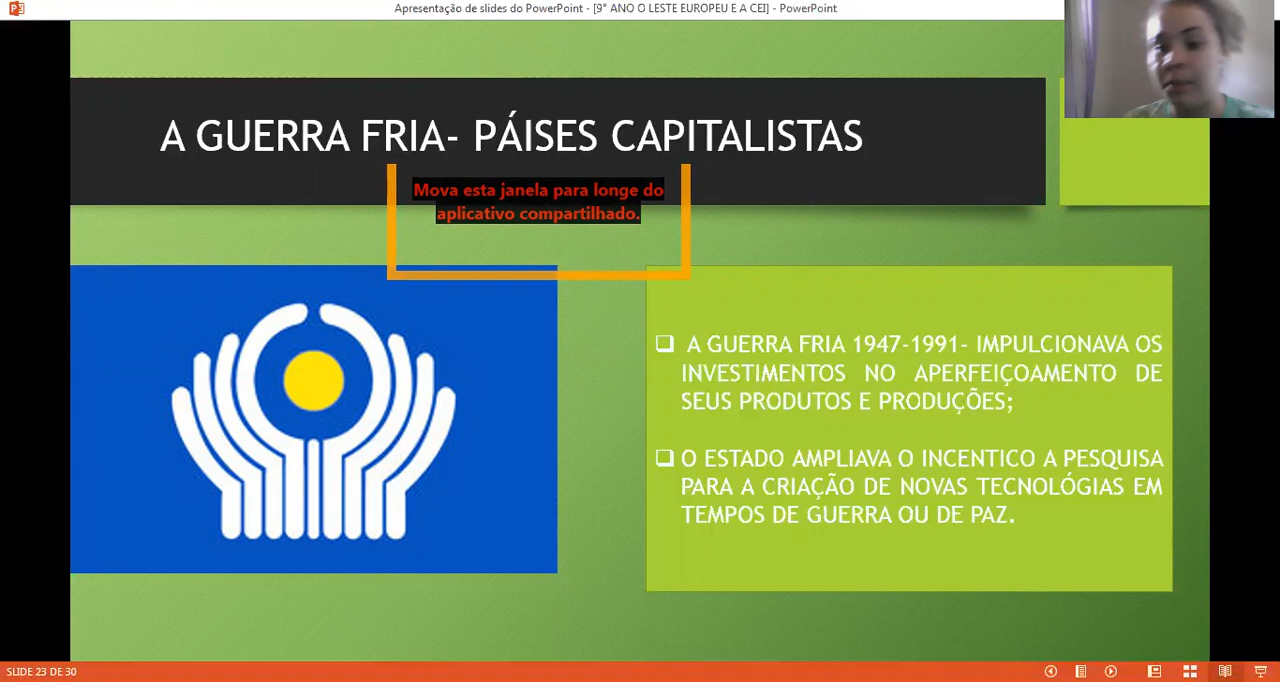 Apresentação de slides do PowerPoint - [9° ANO O LESTE EUROPEU E A CEI] - PowerPoint
A GUERRA FRIA- PÁISES CAPITALISTAS
Mova esta janela para longe do
aplicativo compartilhado.
A GUERRA FRIA 1947-1991- IMPULCIONAVA OS
INVESTIMENTOS NO APERFEIÇOAMENTO DE
SEUS PRODUTOS E PRODUÇÕES;
O ESTADO AMPLIAVA O INCENTICO A PESQUISA
PARA A CRIAÇÃO DE NOVAS TECNOLÓGIAS EM
TEMPOS DE GUERRA OU DE PAZ.
SLIDE 23 DE 30